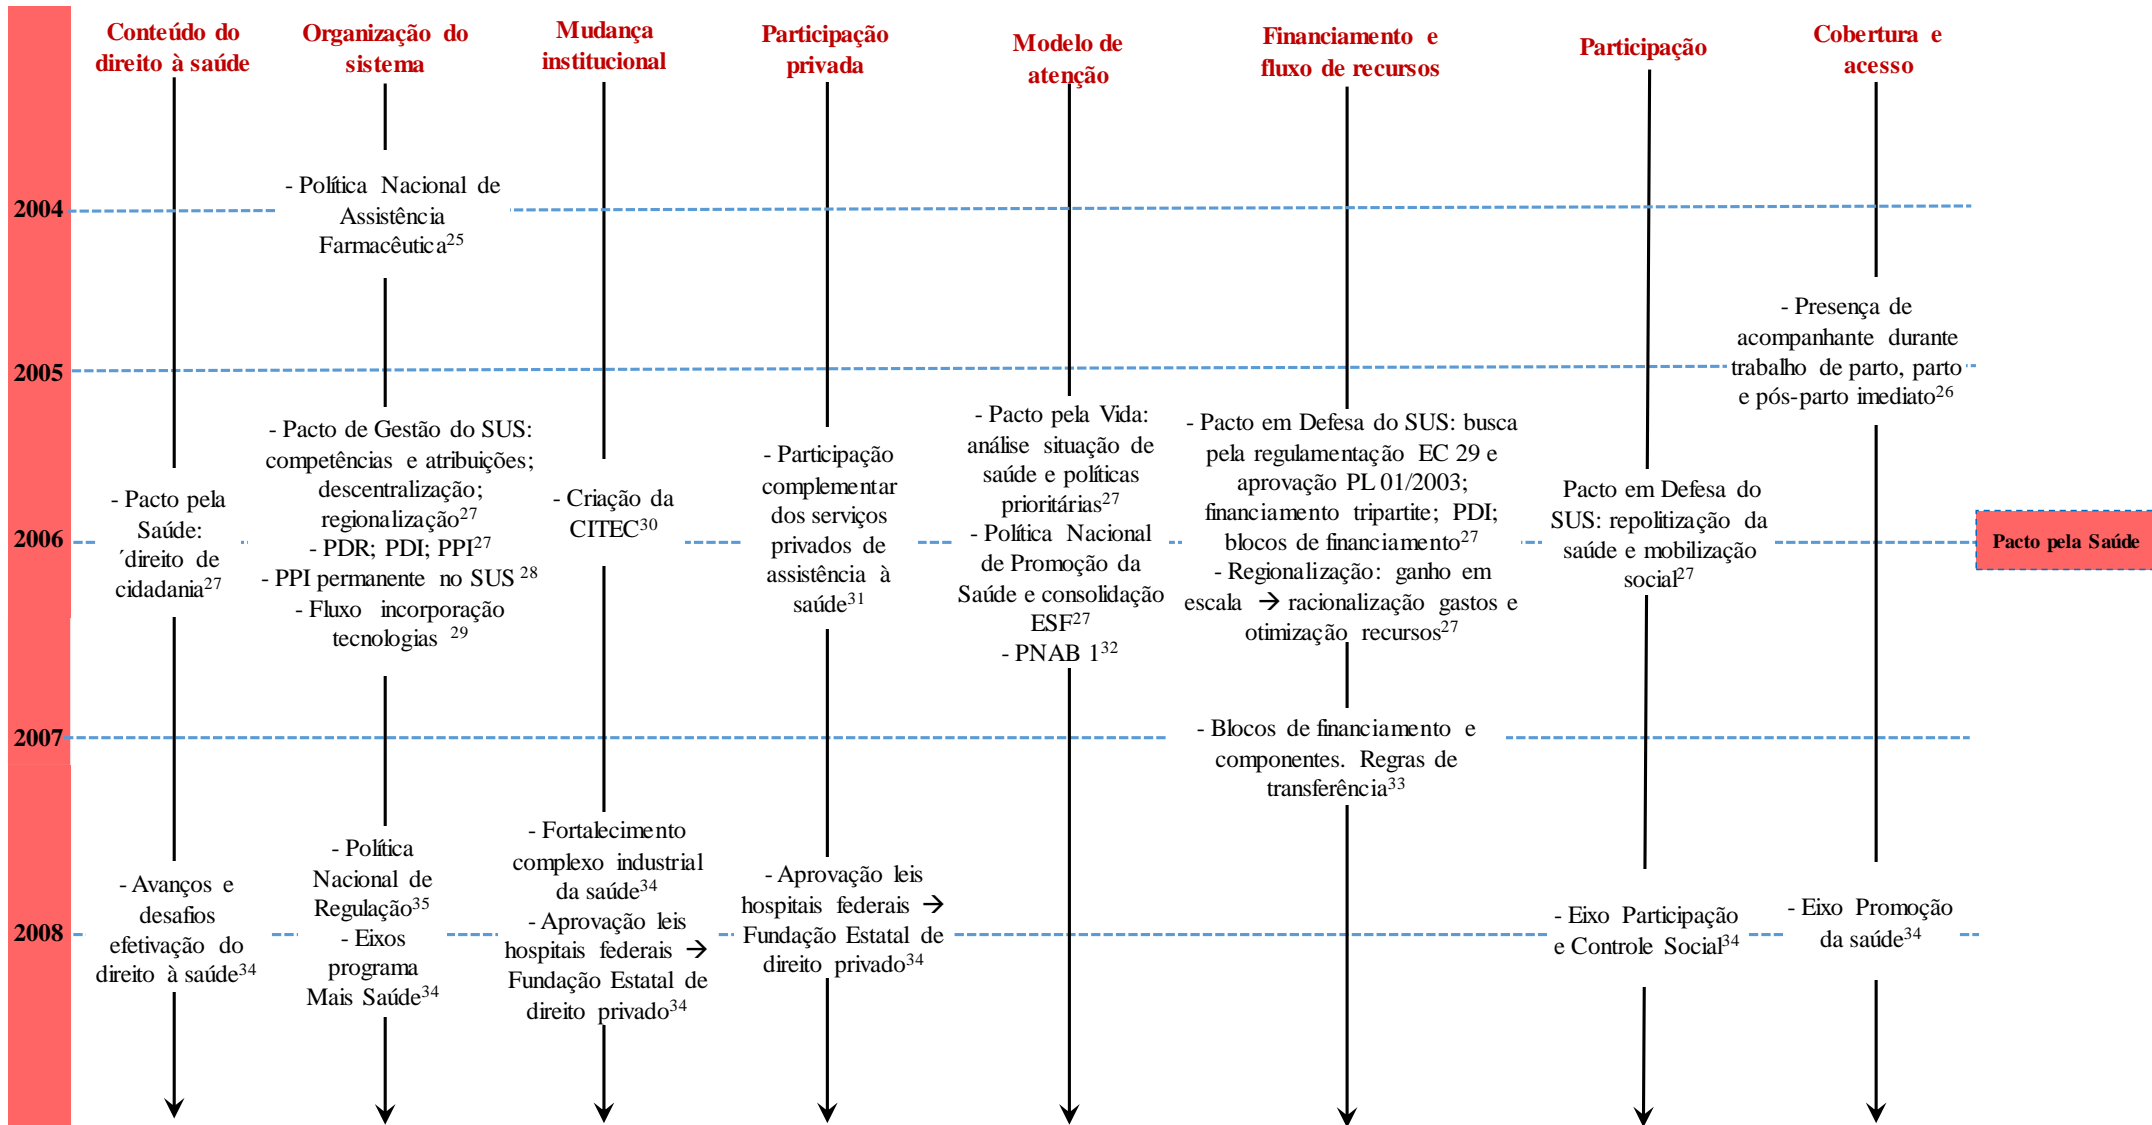 Conteúdo do
direito à saúde
Organização do
sistema
Mudança
institucional
Participação
privada
Modelo de
atenção
Financiamento e
fluxo de recursos
Participação
Cobertura e
acesso
2004
- Política Nacional de
Assistência
Farmacêutica25
2005
- Presença de
acompanhante durante
trabalho de parto, parto
e pós-parto imediato26
2006
- Pacto pela
Saúde:
´direito de
cidadania27
- Pacto de Gestão do SUS:
competências e atribuições;
descentralização;
regionalização27
- PDR; PDI; PPI27
- PPI permanente no SUS 28
- Fluxo incorporação
tecnologias 29
- Criação da
CITEC30
- Participação
complementar
dos serviços
privados de
assistência à
saúde31
- Pacto pela Vida:
análise situação de
saúde e políticas
prioritárias27
- Política Nacional
de Promoção da
Saúde e consolidação
ESF27
- PNAB 132
- Pacto em Defesa do SUS: busca
pela regulamentação EC 29 e
aprovação PL 01/2003;
financiamento tripartite; PDI;
blocos de financiamento27
- Regionalização: ganho em
escala → racionalização gastos e
otimização recursos27
Pacto em Defesa do
SUS: repolitização da
saúde e mobilização
social27
Pacto pela Saúde
2007
- Blocos de financiamento e
componentes. Regras de
transferência33
2008
- Avanços e
desafios
efetivação do
direito à saúde34
- Política
Nacional de
Regulação35
- Eixos
programa
Mais Saúde34
- Fortalecimento
complexo industrial
da saúde34
- Aprovação leis
hospitais federais →
Fundação Estatal de
direito privado34
- Aprovação leis
hospitais federais →
Fundação Estatal de
direito privado34
- Eixo Participação
e Controle Social34
- Eixo Promoção
da saúde34